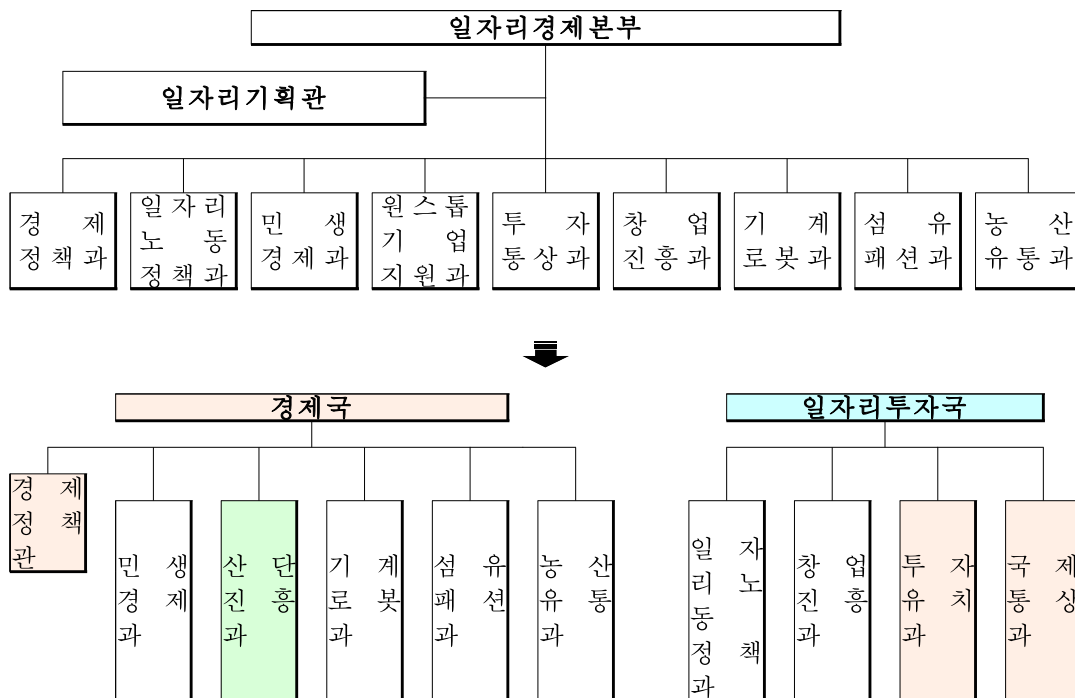 일자리경제본부
일자리기획관
경 제
정책과
일자리
노 동
정책과
민 생
경제과
원스톱
기 업
지원과
투 자
통상과
창 업
진흥과
기 계
로봇과
섬 유
패션과
농 산
유통과
경제국
일자리투자국
경 제
정 책
관
민 생
경 제
과
산 단
진 흥
과
기 계
로 봇
과
섬 유
패 션
과
농 산
유 통
과
일 자
리 노
동
정 책
과
창 업
진 흥
과
투 자
유 치
과
국 제
통 상
과